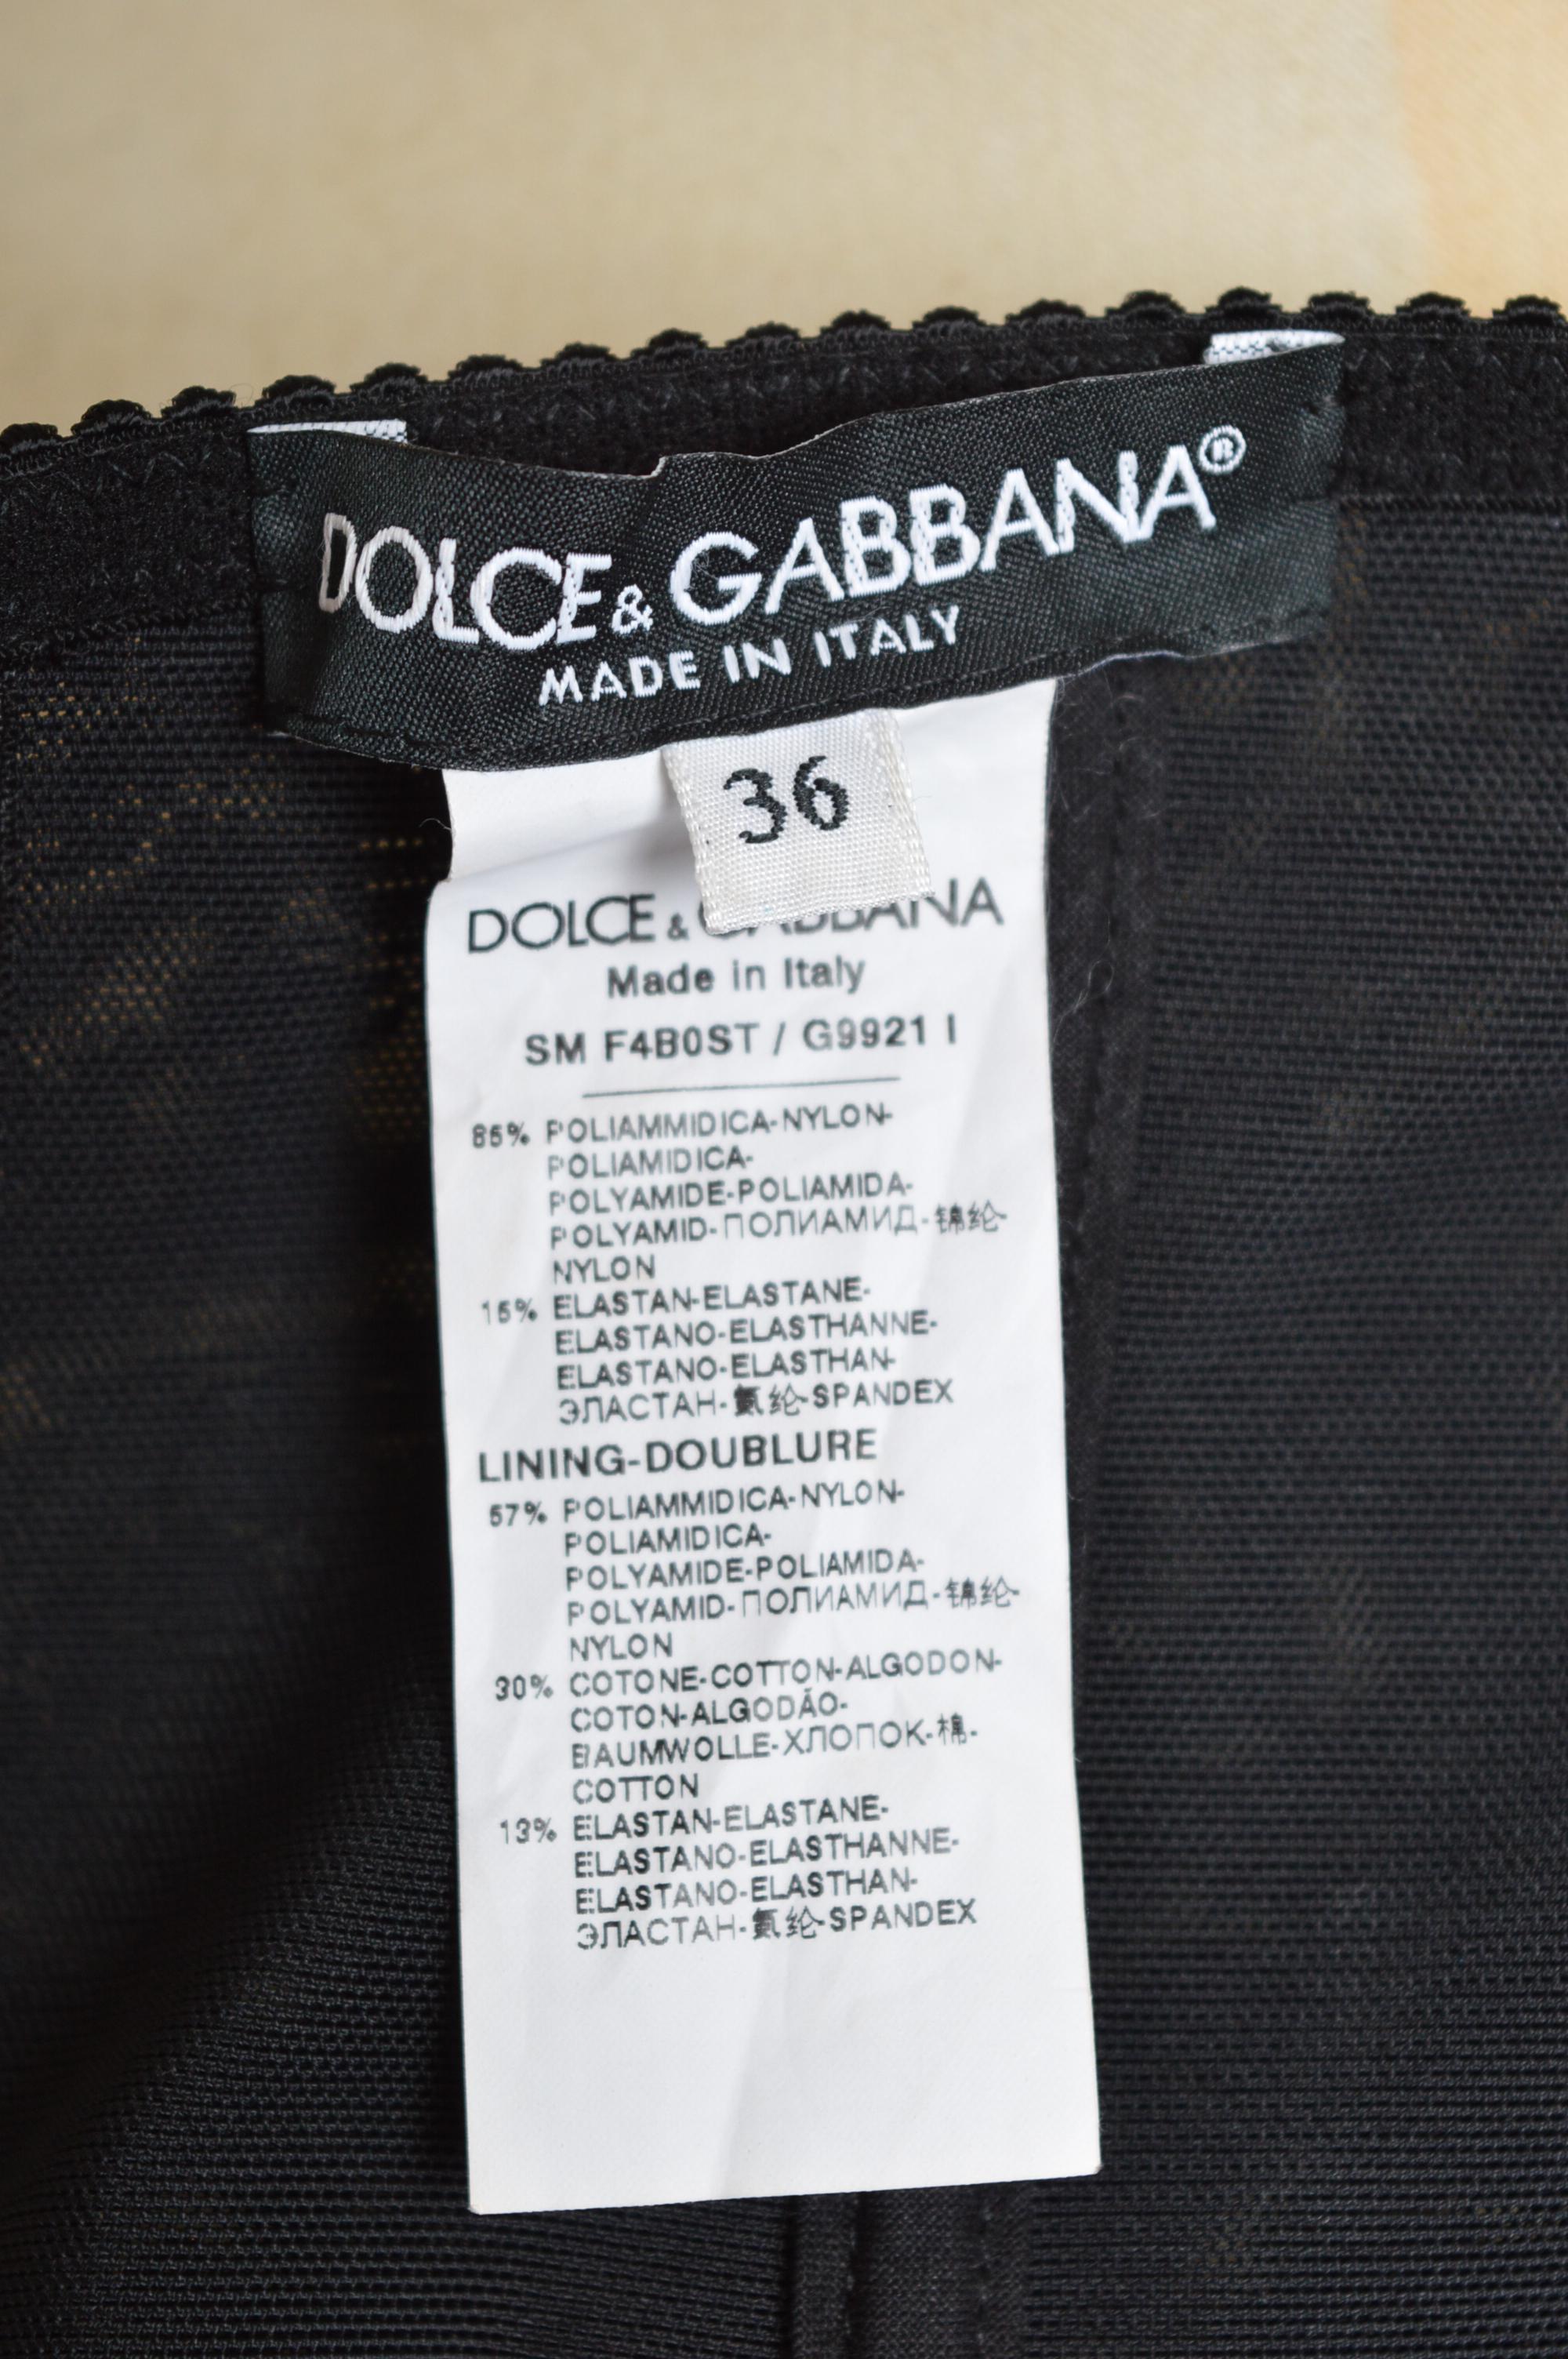 DOLCE & GABBANA®
MADE IN ITALY
36
DOLCE & GABBANA
Made in Italy
SM F4B0ST / G9921 I
85% POLIAMMIDICA-NYLON-
POLIAMIDICA-
POLYAMIDE-POLIAMIDA-
POLYAMID-ПОЛИАМИД-锦纶-
NYLON
15% ELASTAN-ELASTANE-
ELASTANO-ELASTHANNE-
ELASTANO-ELASTHAN-
ЭЛАСТАН-氨纶-SPANDEX
LINING-DOUBLURE
57% POLIAMMIDICA-NYLON-
POLIAMIDICA-
POLYAMIDE-POLIAMIDA-
POLYAMID-ПОЛИАМИД-锦纶-
NYLON
30% COTONE-COTTON-ALGODON-
COTON-ALGODÃO-
BAUMWOLLE-ХЛОПОК-棉-
COTTON
13% ELASTAN-ELASTANE-
ELASTANO-ELASTHANNE-
ELASTANO-ELASTHAN-
ЭЛАСТАН-氨纶-SPANDEX